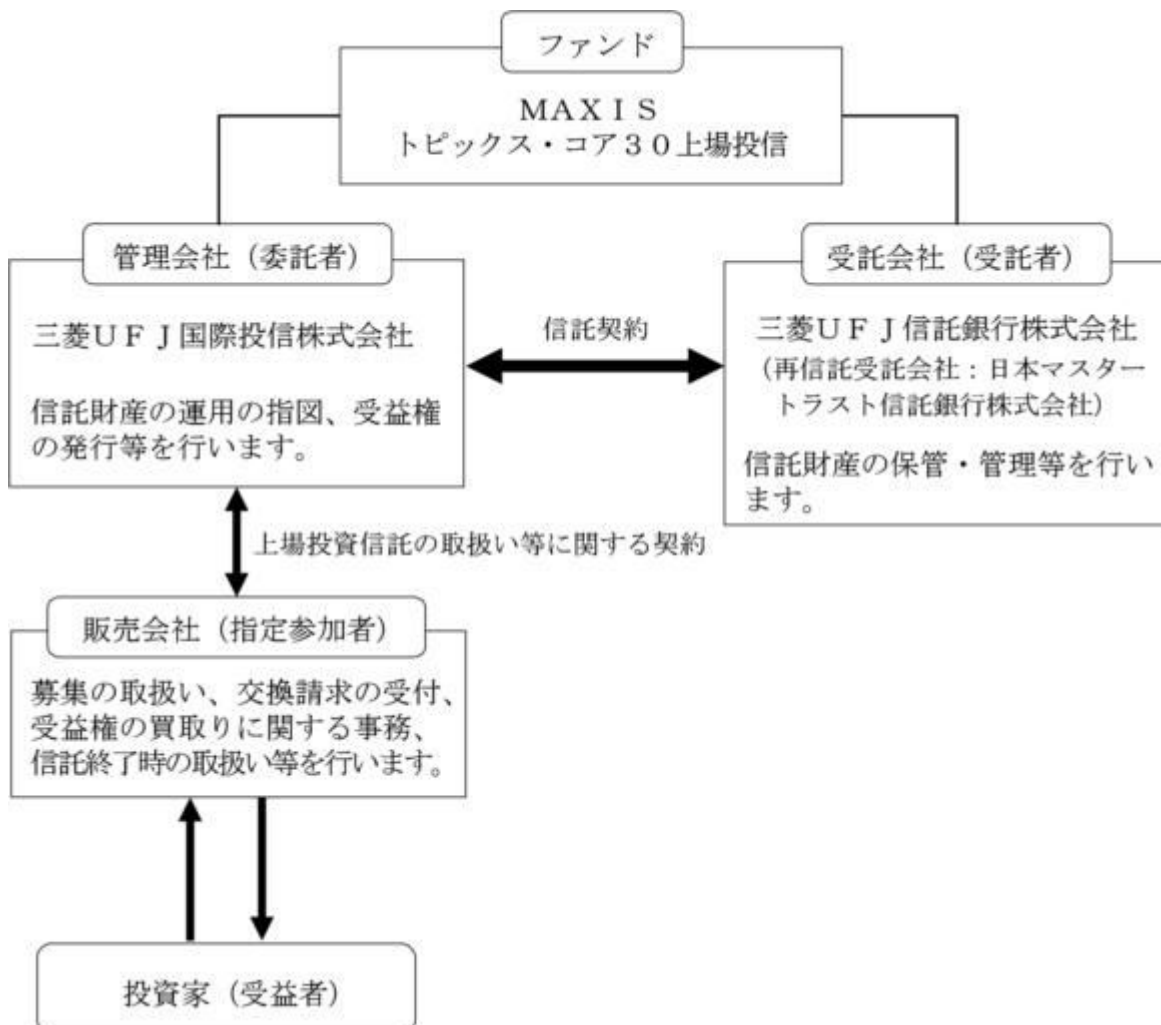 ファンド
ＭＡＸＩＳ
トピックス・コア３０上場投信
管理会社（委託者）
三菱ＵＦＪ国際投信株式会社
信託財産の運用の指図、受益権
の発行等を行います。
信託契約
受託会社（受託者）
三菱ＵＦＪ信託銀行株式会社
（再信託受託会社：日本マスター
トラスト信託銀行株式会社）
信託財産の保管・管理等を行い
ます。
上場投資信託の取扱い等に関する契約
販売会社（指定参加者）
募集の取扱い、交換請求の受付、
受益権の買取りに関する事務、
信託終了時の取扱い等を行います。
投資家（受益者）